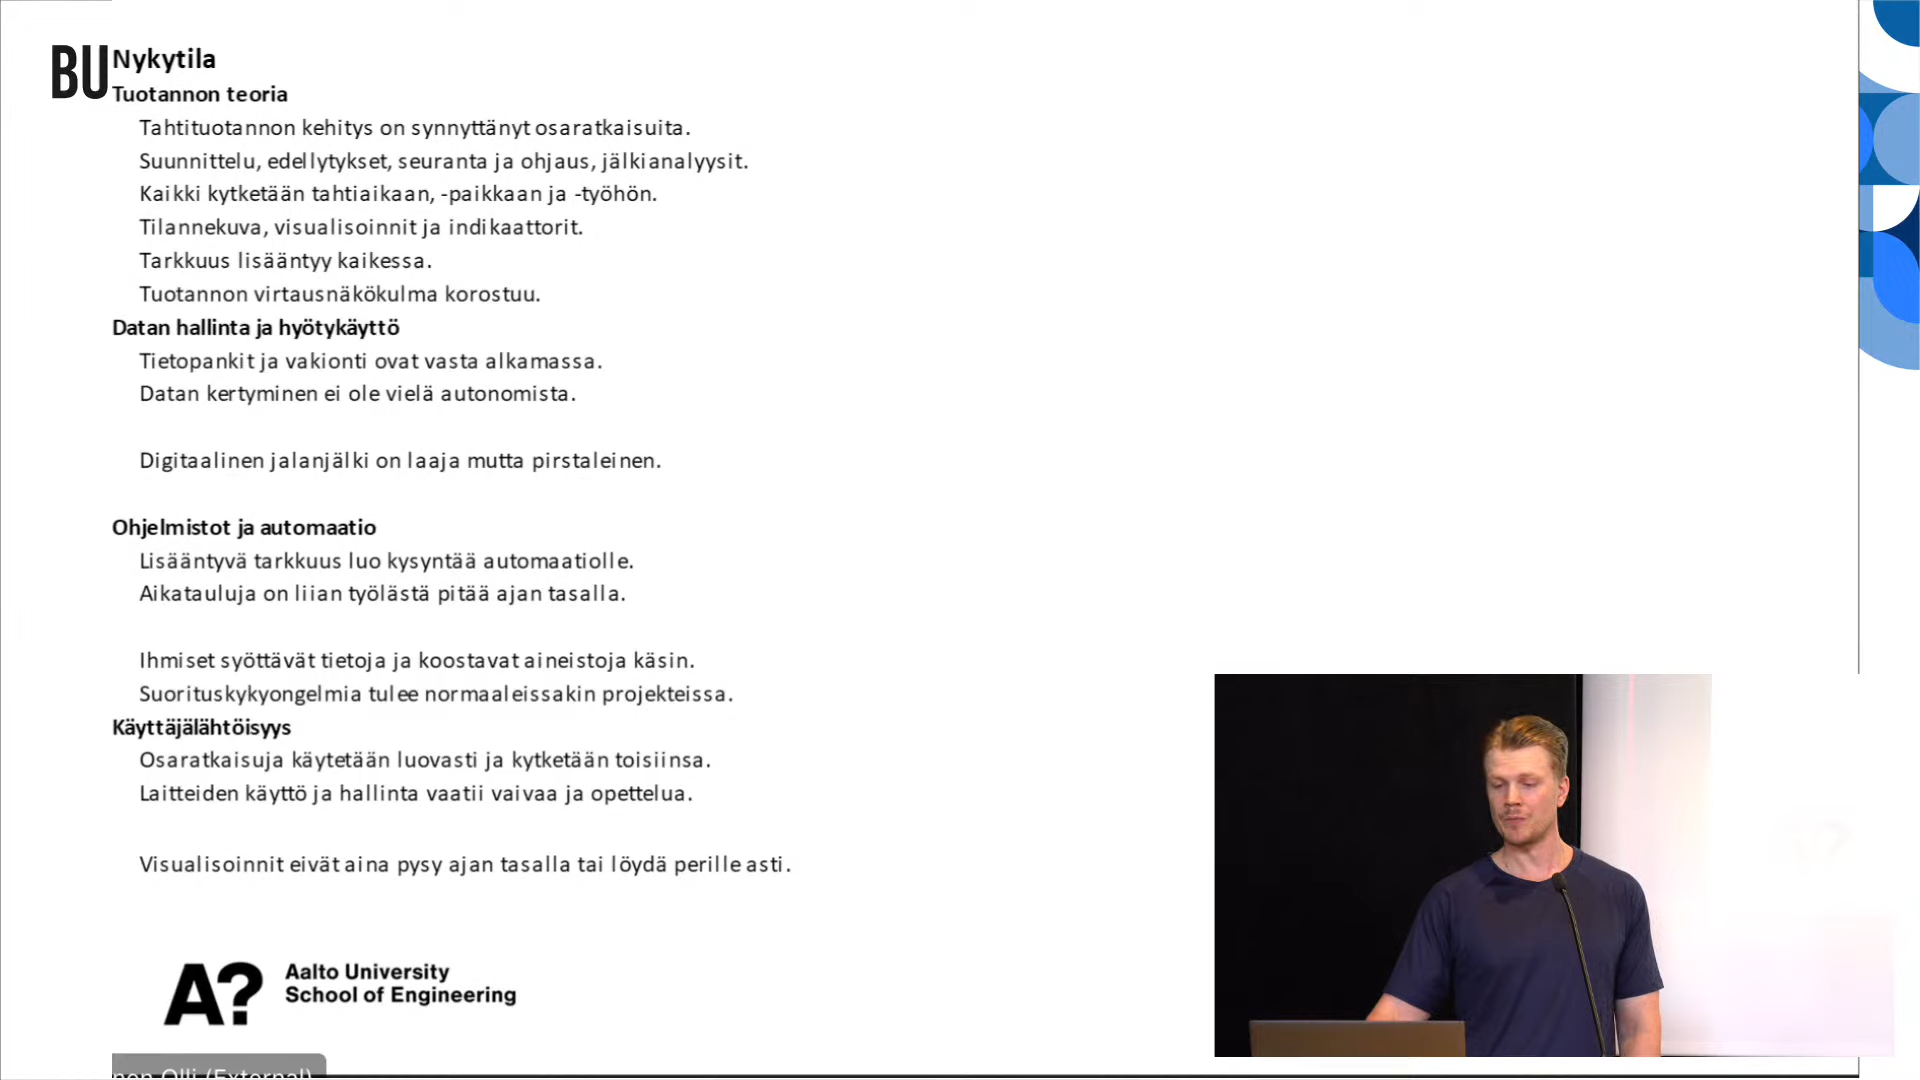 BU
Nykytila
Tuotannon teoria
Tahtituotannon kehitys on synnyttänyt osaratkaisuita.
Suunnittelu, edellytykset, seuranta ja ohjaus, jälkianalyysit.
Kaikki kytketään tahtiaikaan, -paikkaan ja -työhön.
Tilannekuva, visualisoinnit ja indikaattorit.
Tarkkuus lisääntyy kaikessa.
Tuotannon virtausnäkökulma korostuu.
Datan hallinta ja hyötykäyttö
Tietopankit ja vakionti ovat vasta alkamassa.
Datan kertyminen ei ole vielä autonomista.
Digitaalinen jalanjälki on laaja mutta pirstaleinen.
Ohjelmistot ja automaatio
Lisääntyvä tarkkuus luo kysyntää automaatiolle.
Aikatauluja on liian työlästä pitää ajan tasalla.
Ihmiset syöttävät tietoja ja koostavat aineistoja käsin.
Suorituskykyongelmia tulee normaaleissakin projekteissa.
Käyttäjälähtöisyys
Osaratkaisuja käytetään luovasti ja kytketään toisiinsa.
Laitteiden käyttö ja hallinta vaatii vaivaa ja opettelua.
Visualisoinnit eivät aina pysy ajan tasalla tai löydä perille asti.
A?
Aalto University
School of Engineering
nen Olli (External)